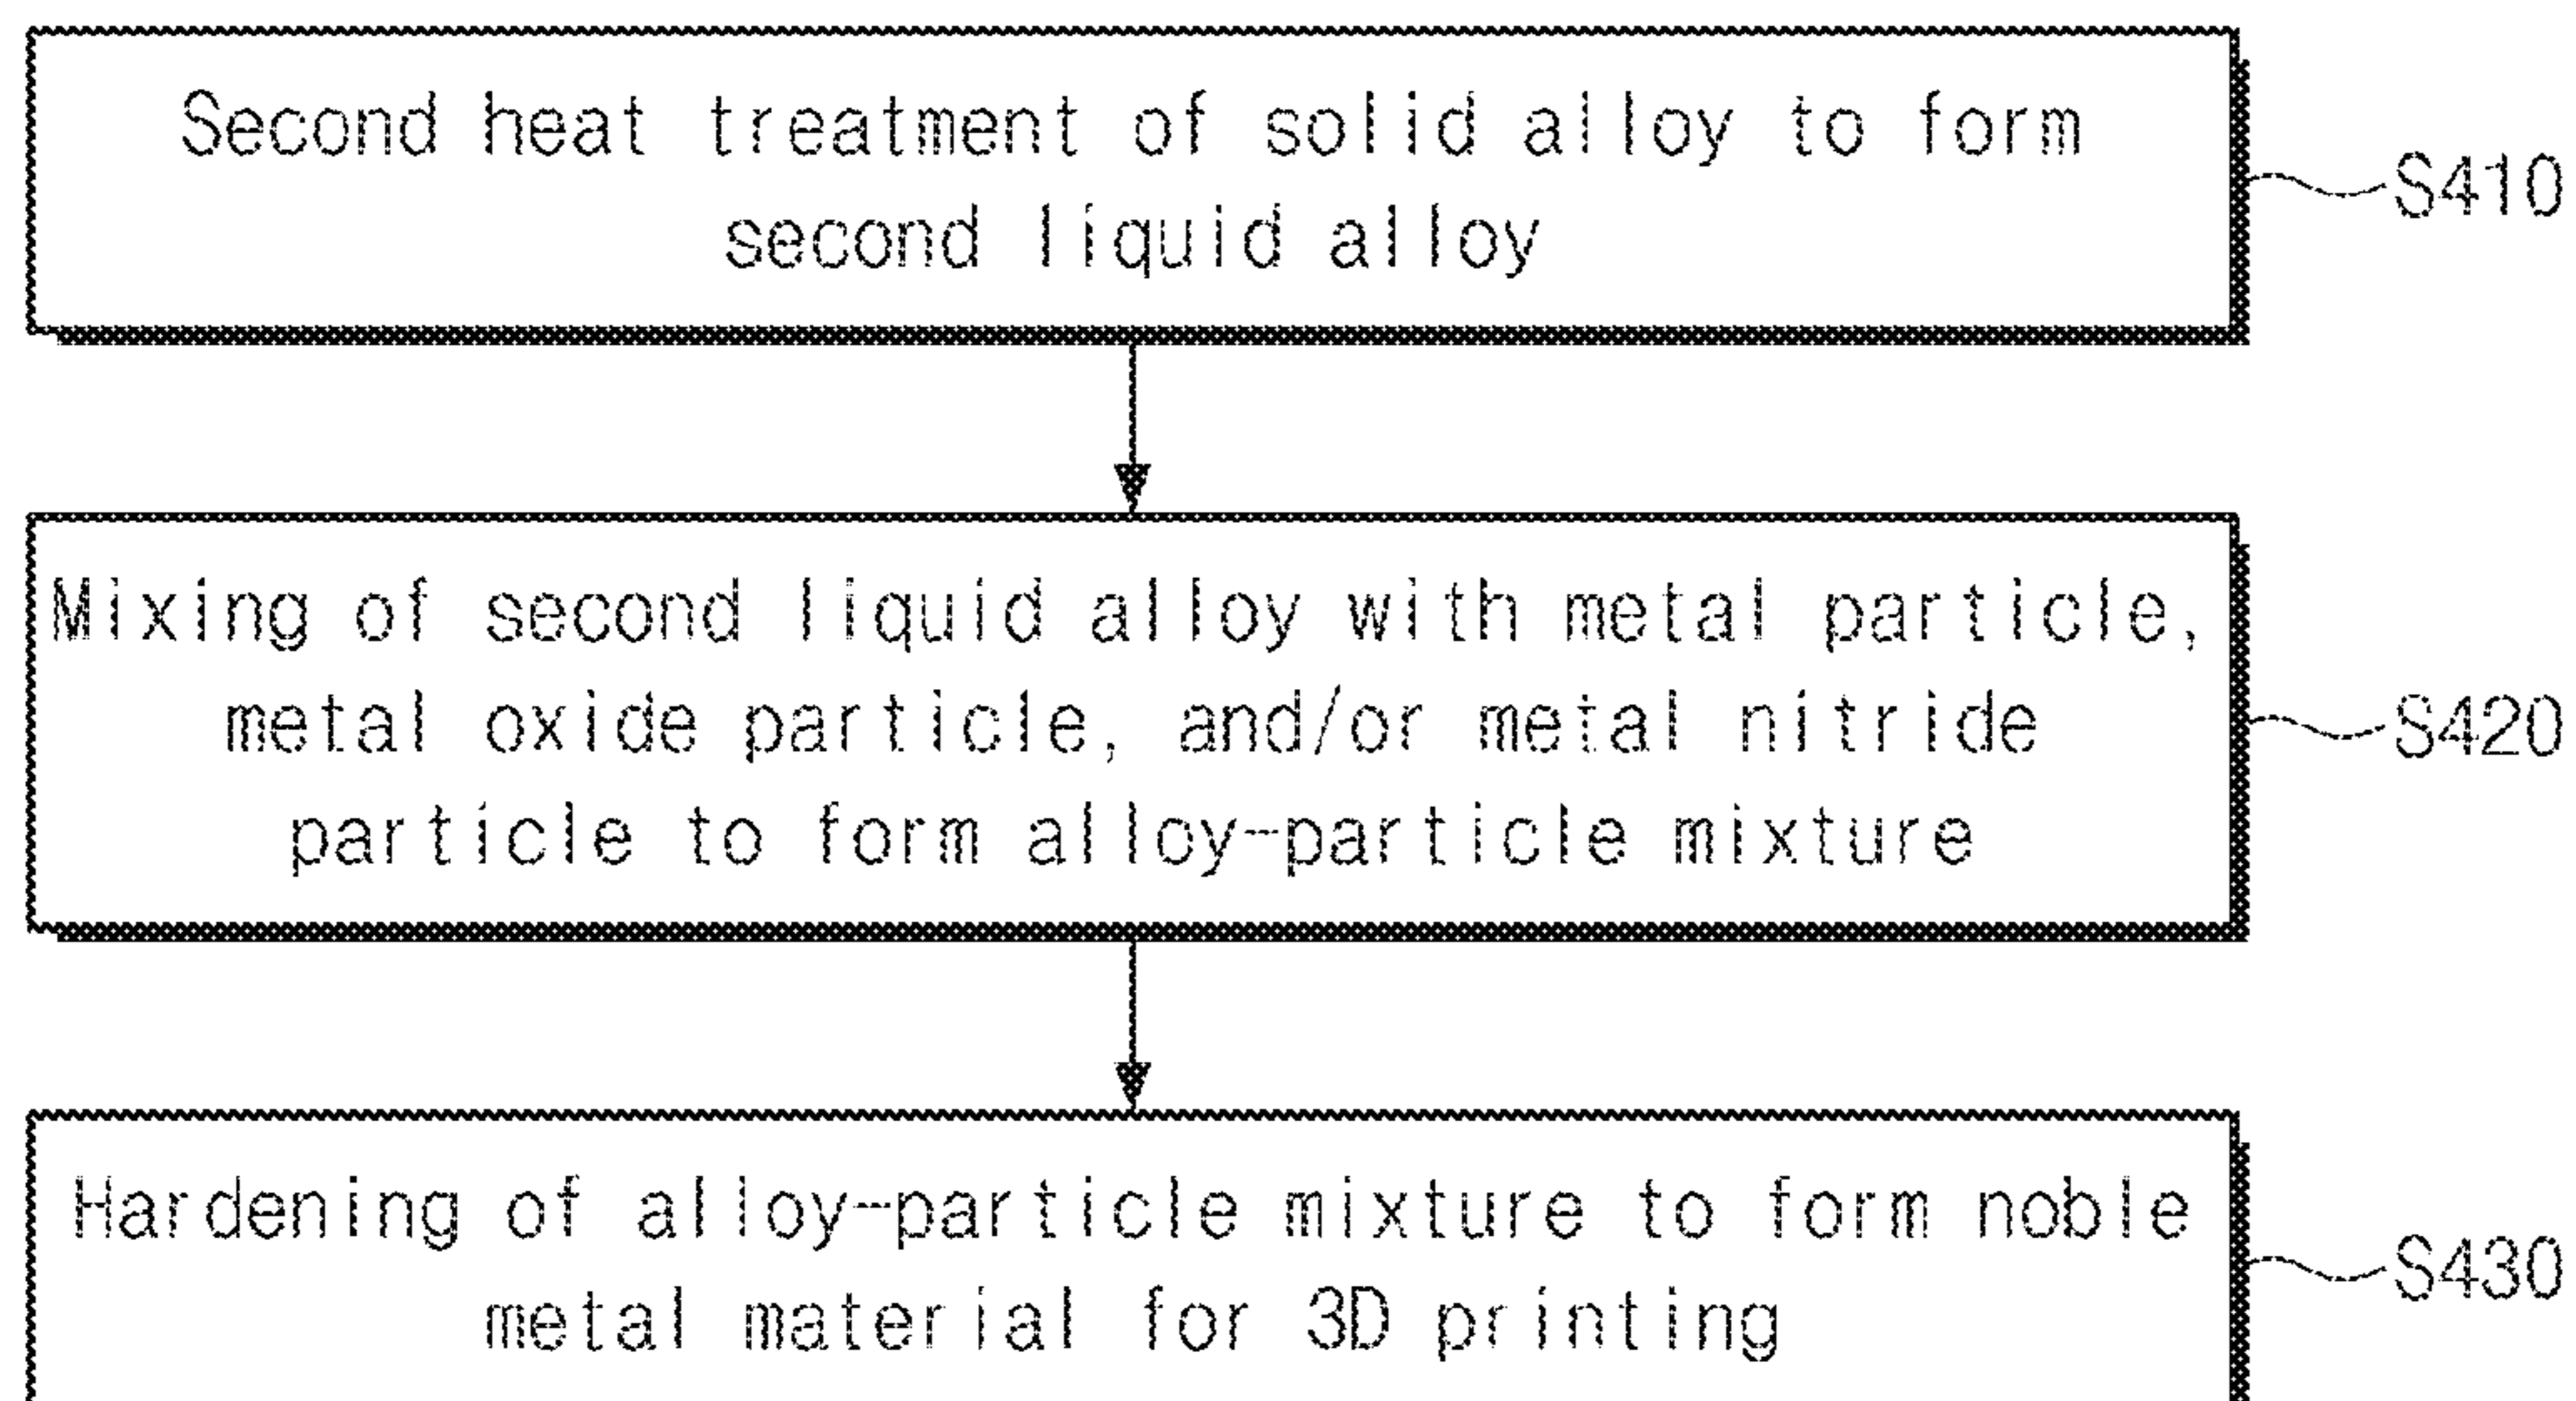 Second heat treatment of solid alloy to form
second liquid alloy
S410
Mixing of second liquid alloy with metal particle,
metal oxide particle, and/or metal nitride
particle to form alloy-particle mixture
S420
Hardening of alloy-particle mixture to form noble
metal material for 3D printing
S430